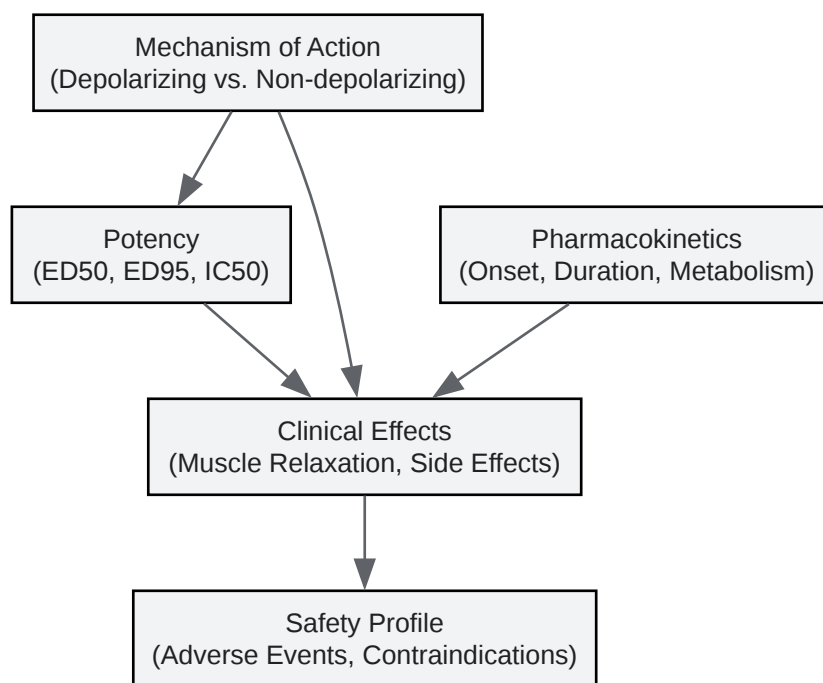 Mechanism of Action
(Depolarizing vs. Non-depolarizing)
Potency
(ED50, ED95, IC50)
Pharmacokinetics
(Onset, Duration, Metabolism)
Clinical Effects
(Muscle Relaxation, Side Effects)
Safety Profile
(Adverse Events, Contraindications)